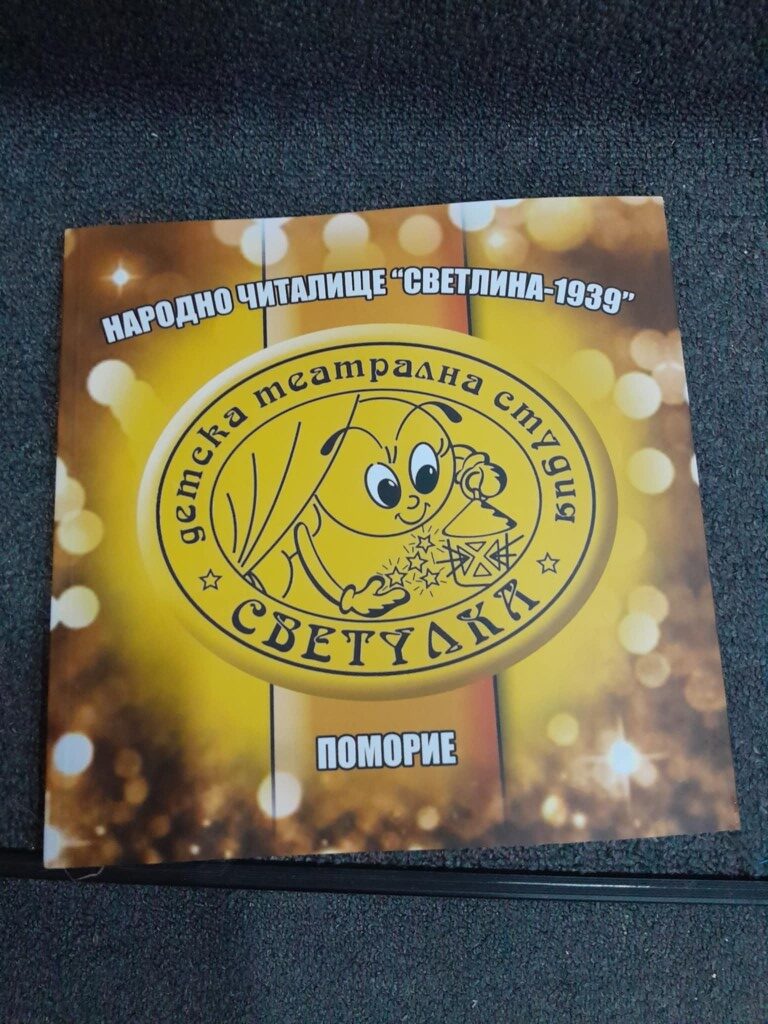 НАРОДНО ЧИТАЛИЩЕ "СВЕТЛИНА-1939"
детска театрална студия
СВЕТУЛКА
ПОМОРИЕ